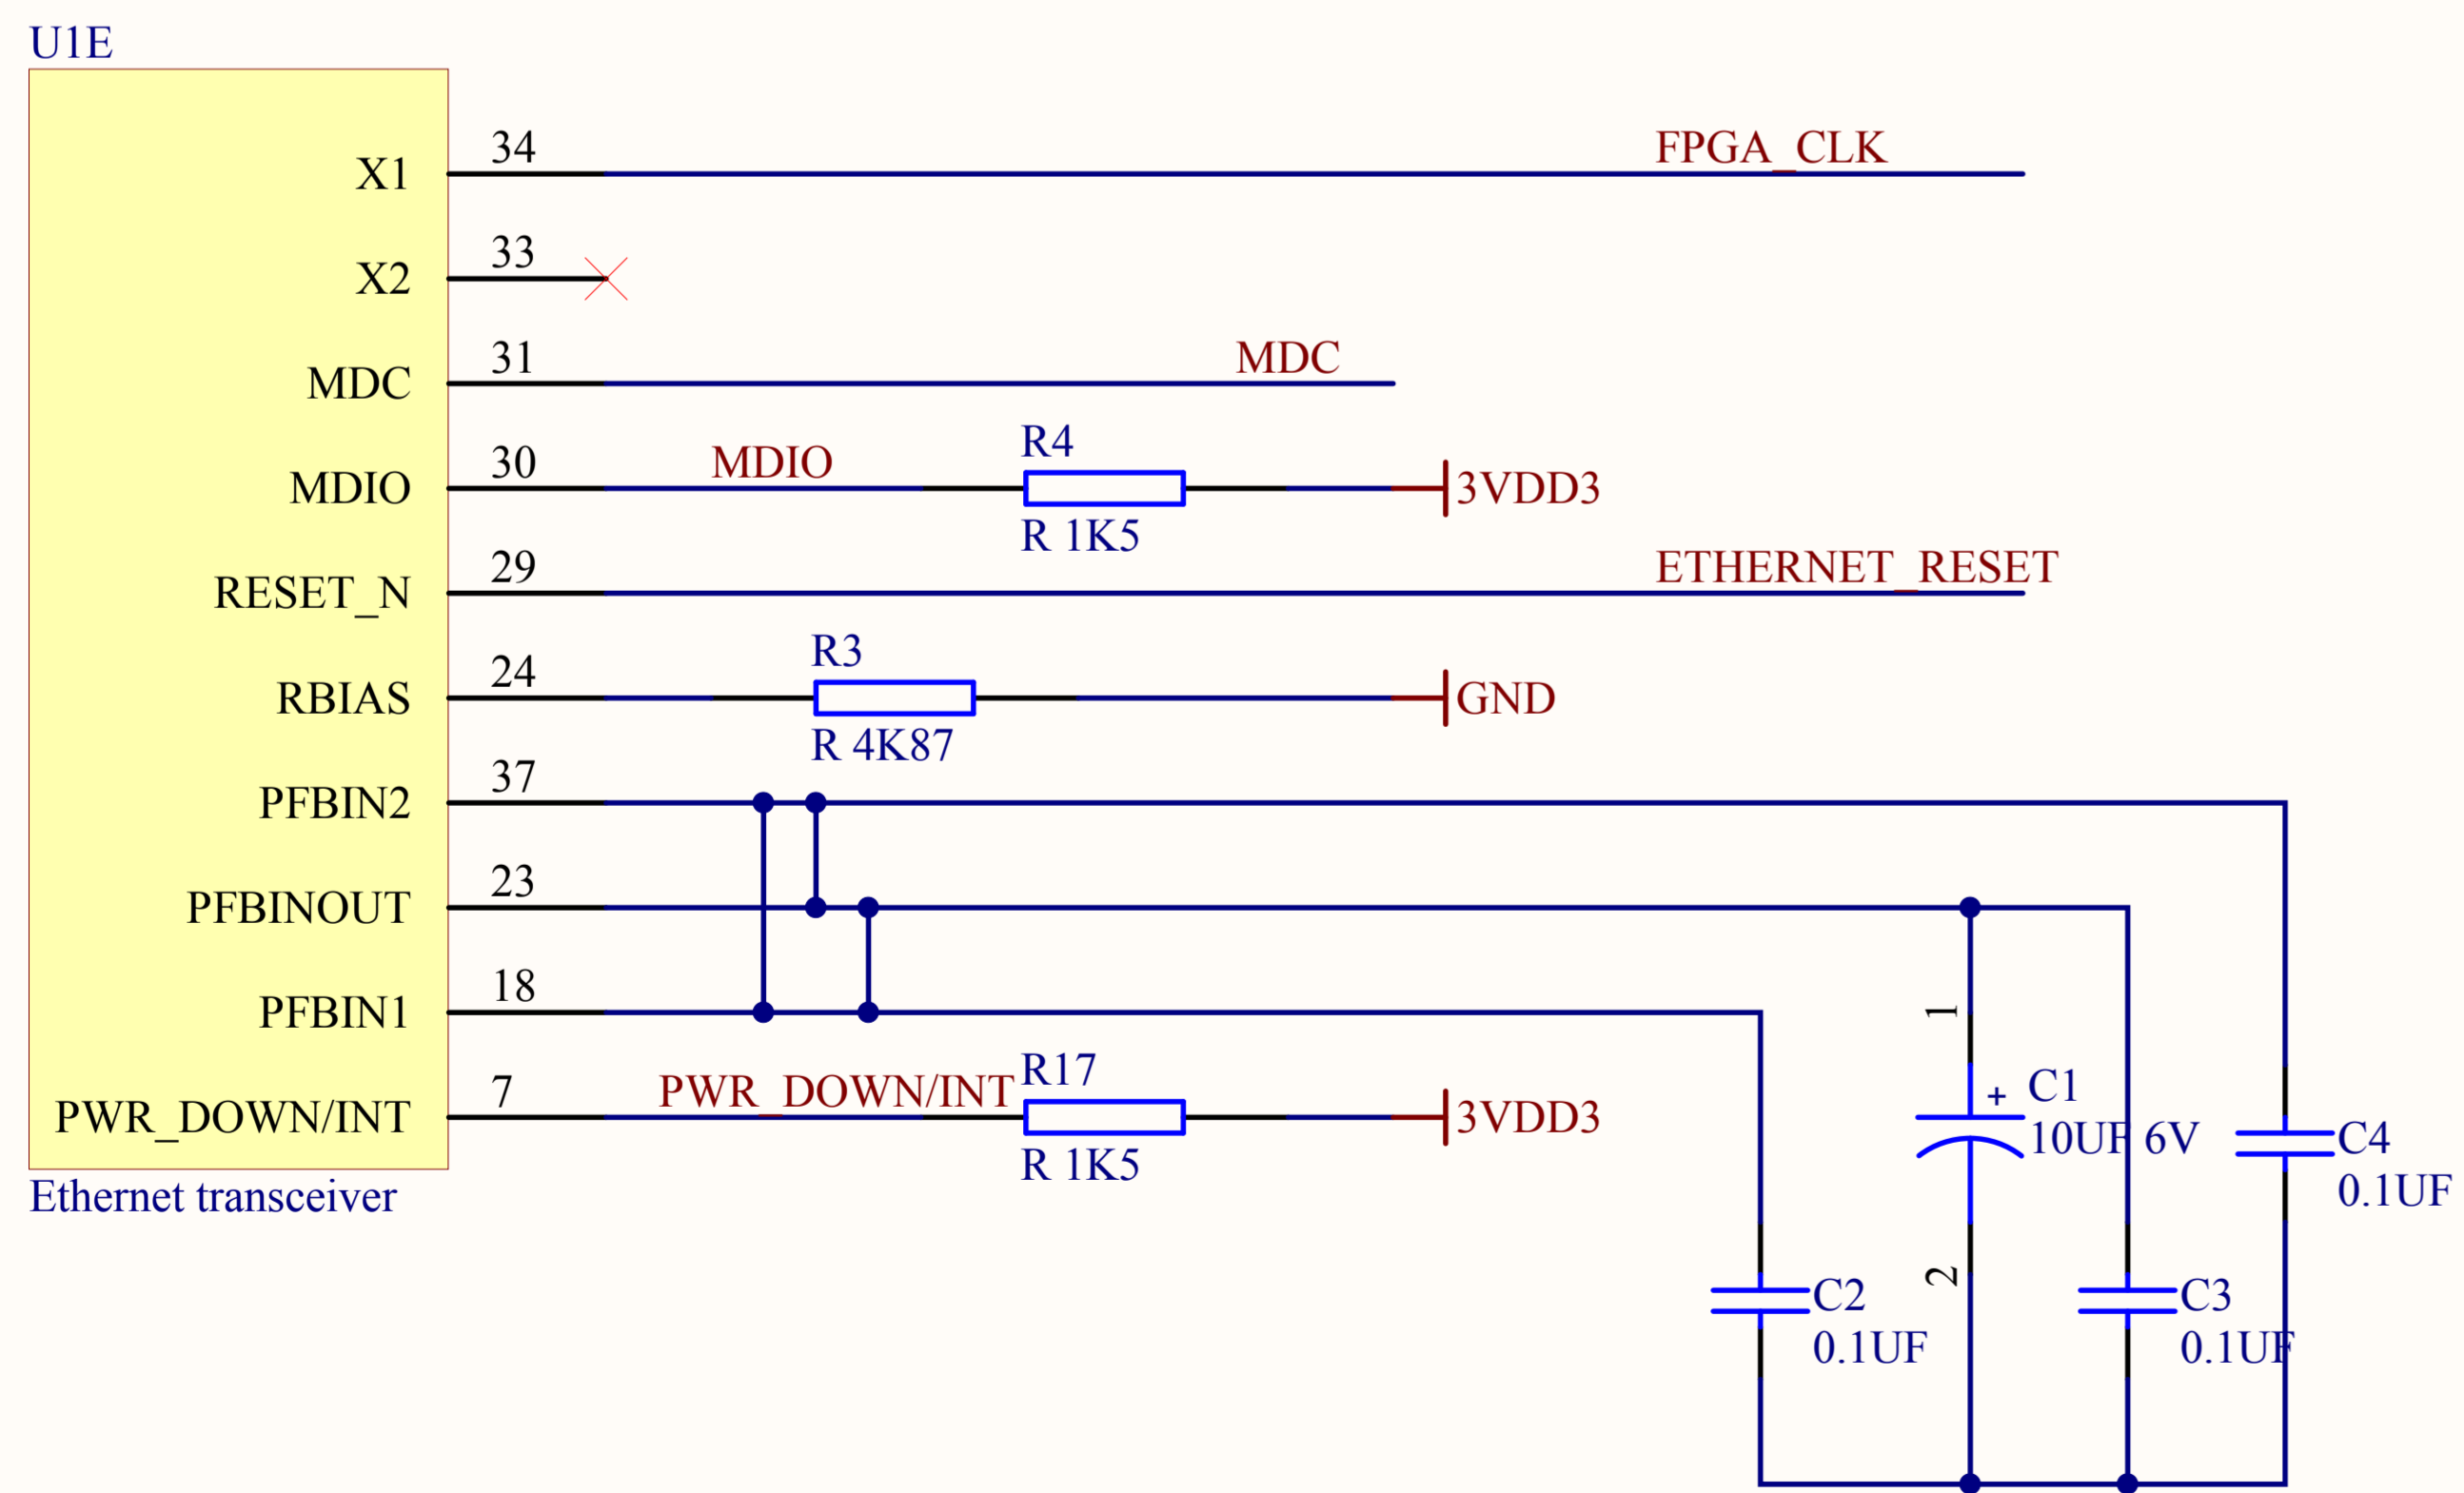 U1E
34
X1
FPGA_CLK
33
X2
31
MDC
MDC
30
MDIO
MDIO
R4
R 1K5
3VDD3
29
RESET_N
ETHERNET_RESET
24
RBIAS
R3
R 4K87
GND
37
PFBIN2
23
PFBINOUT
18
PFBIN1
7
PWR_DOWN/INT
PWR_DOWN/INT
R17
R 1K5
3VDD3
Ethernet transceiver
1
+
C1
10UF 6V
2
C4
0.1UF
C2
0.1UF
C3
0.1UF